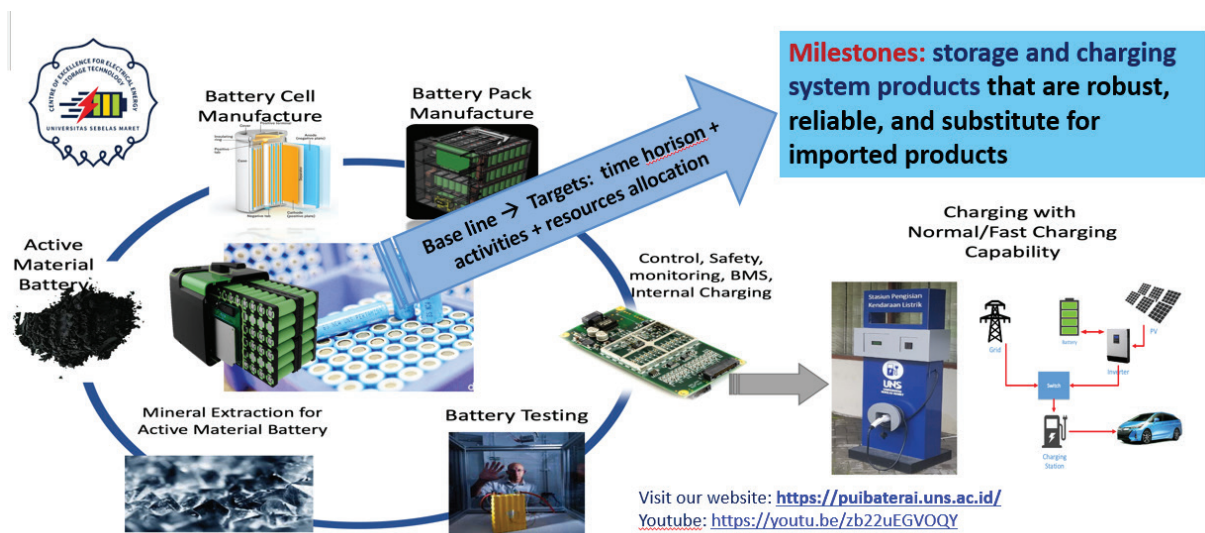 CENTRE OF EXCELLENCE FOR ELECTRICAL ENERGY
STORAGE TECHNOLOGY
UNIVERSITAS SEBELAS MARET
Battery Cell
Manufacture
Battery Pack
Manufacture
Milestones: storage and charging
system products that are robust,
reliable, and substitute for
imported products
Base line → Targets: time horison +
activities + resources allocation
Active
Material
Battery
Control, Safety,
monitoring, BMS,
Internal Charging
Charging with
Normal/Fast Charging
Capability
Stasiun Pengisian
Kendaraan Listrik
UNS
Grid
Battery
PV
Inverter
Switch
Charging
Station
Mineral Extraction for
Active Material Battery
Battery Testing
Visit our website: https://puibaterai.uns.ac.id/
Youtube: https://youtu.be/zb22uEGVOQY